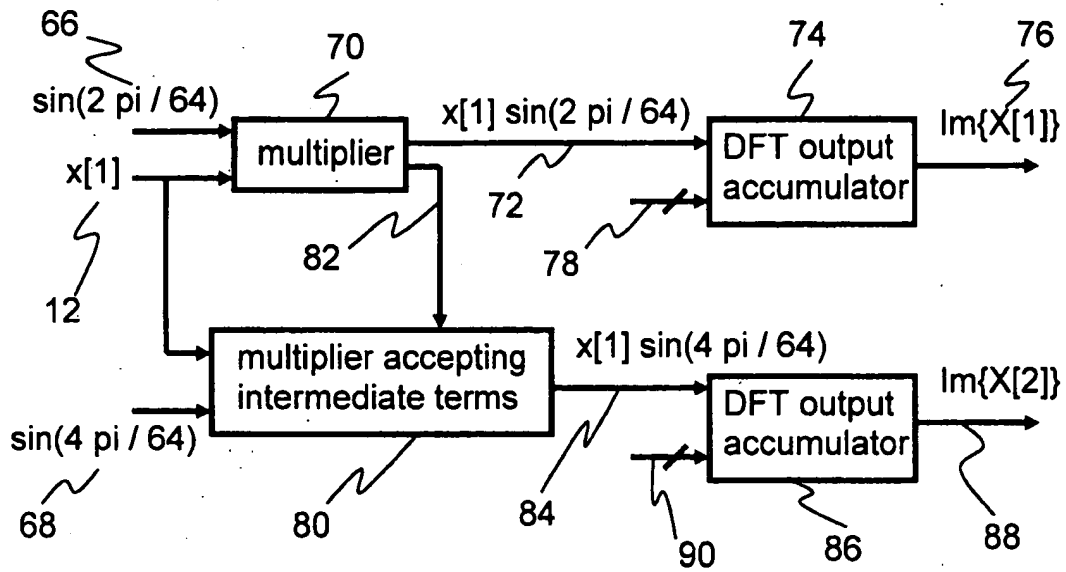 66
70
74
76
sin(2 pi / 64)
x[1] sin(2 pi / 64)
Im{X[1]}
multiplier
DFT output
accumulator
x[1]
72
82
78
12
multiplier accepting
intermediate terms
x[1] sin(4 pi / 64)
Im{X[2]}
DFT output
accumulator
sin(4 pi / 64)
68
80
84
90
86
88